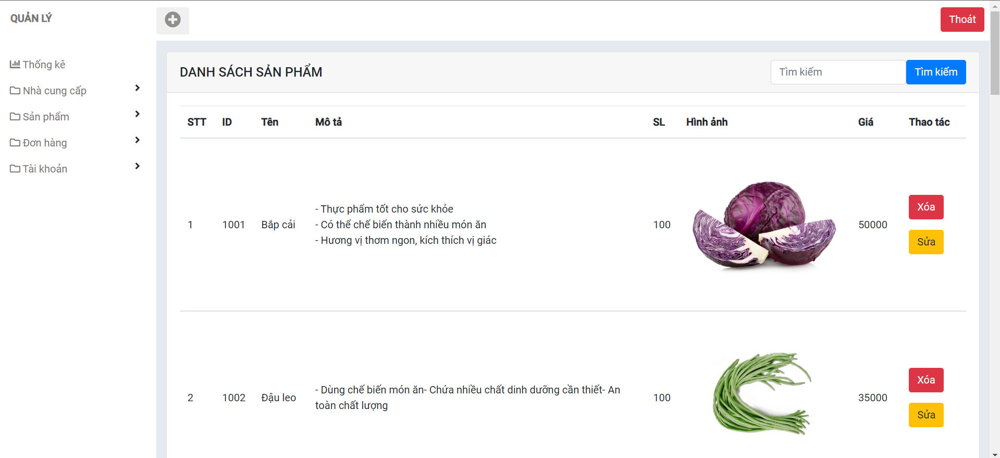 QUẢN LÝ
Thoát
Thống kê
Nhà cung cấp
Sản phẩm
Đơn hàng
Tài khoản
DANH SÁCH SẢN PHẨM
Tìm kiếm
Tìm kiếm
STT ID Tên Mô tả SL Hình ảnh Giá Thao tác
1 1001 Bắp cải
- Thực phẩm tốt cho sức khỏe
- Có thể chế biến thành nhiều món ăn
- Hương vị thơm ngon, kích thích vị giác
100 50000
Xóa
Sửa
2 1002 Đậu leo
- Dùng chế biến món ăn- Chứa nhiều chất dinh dưỡng cần thiết- An
toàn chất lượng
100 35000
Xóa
Sửa